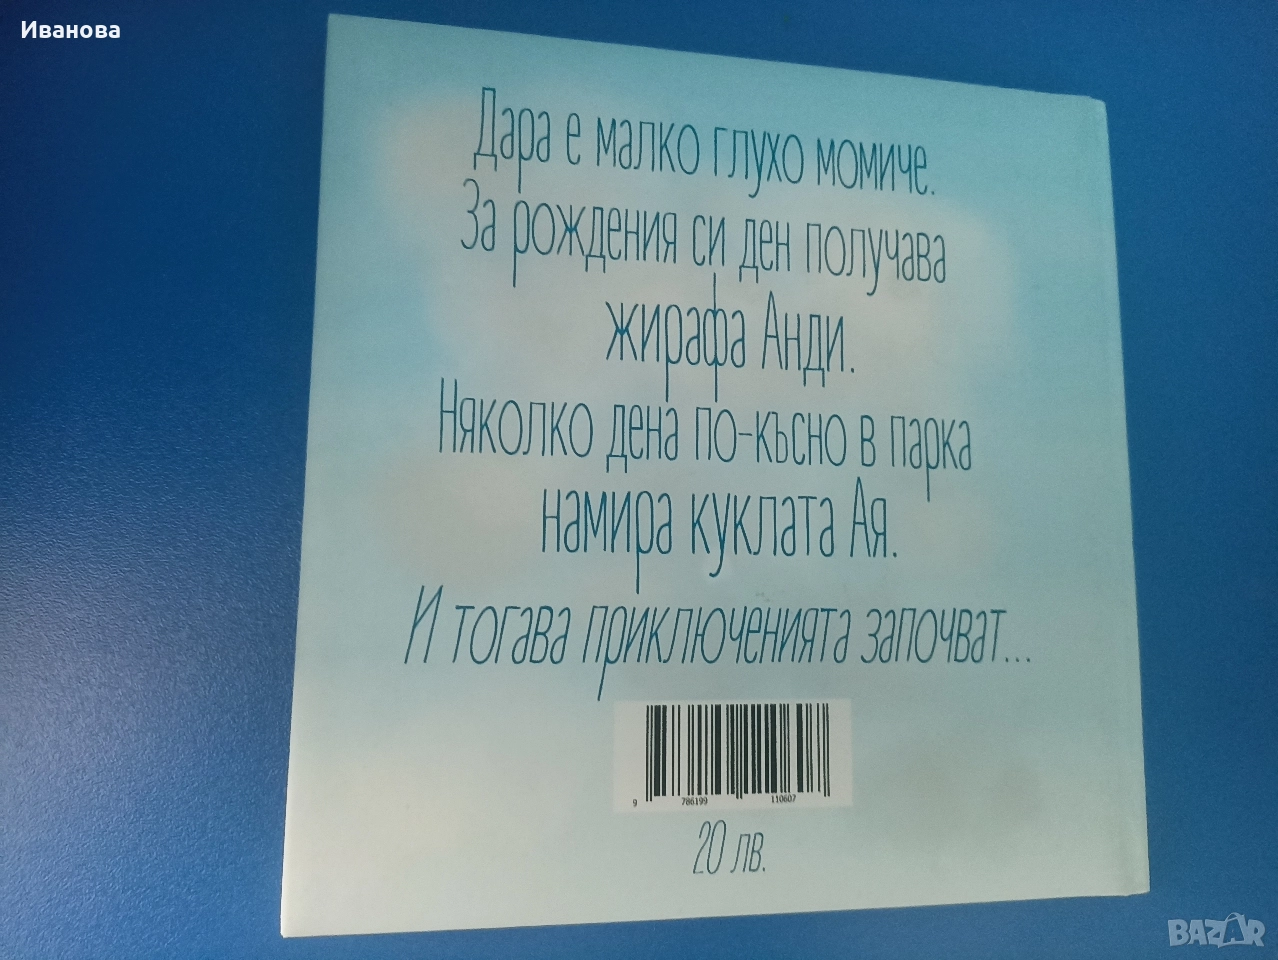 Иванова
Дара е малко глухо момиче.
За рождения си ден получава
жирафа Анди.
Няколко дена по-късно в парка
намира куклата Ая.
И тогава приключенията започват...
9 786199 110607
20 лв.
BAZAR